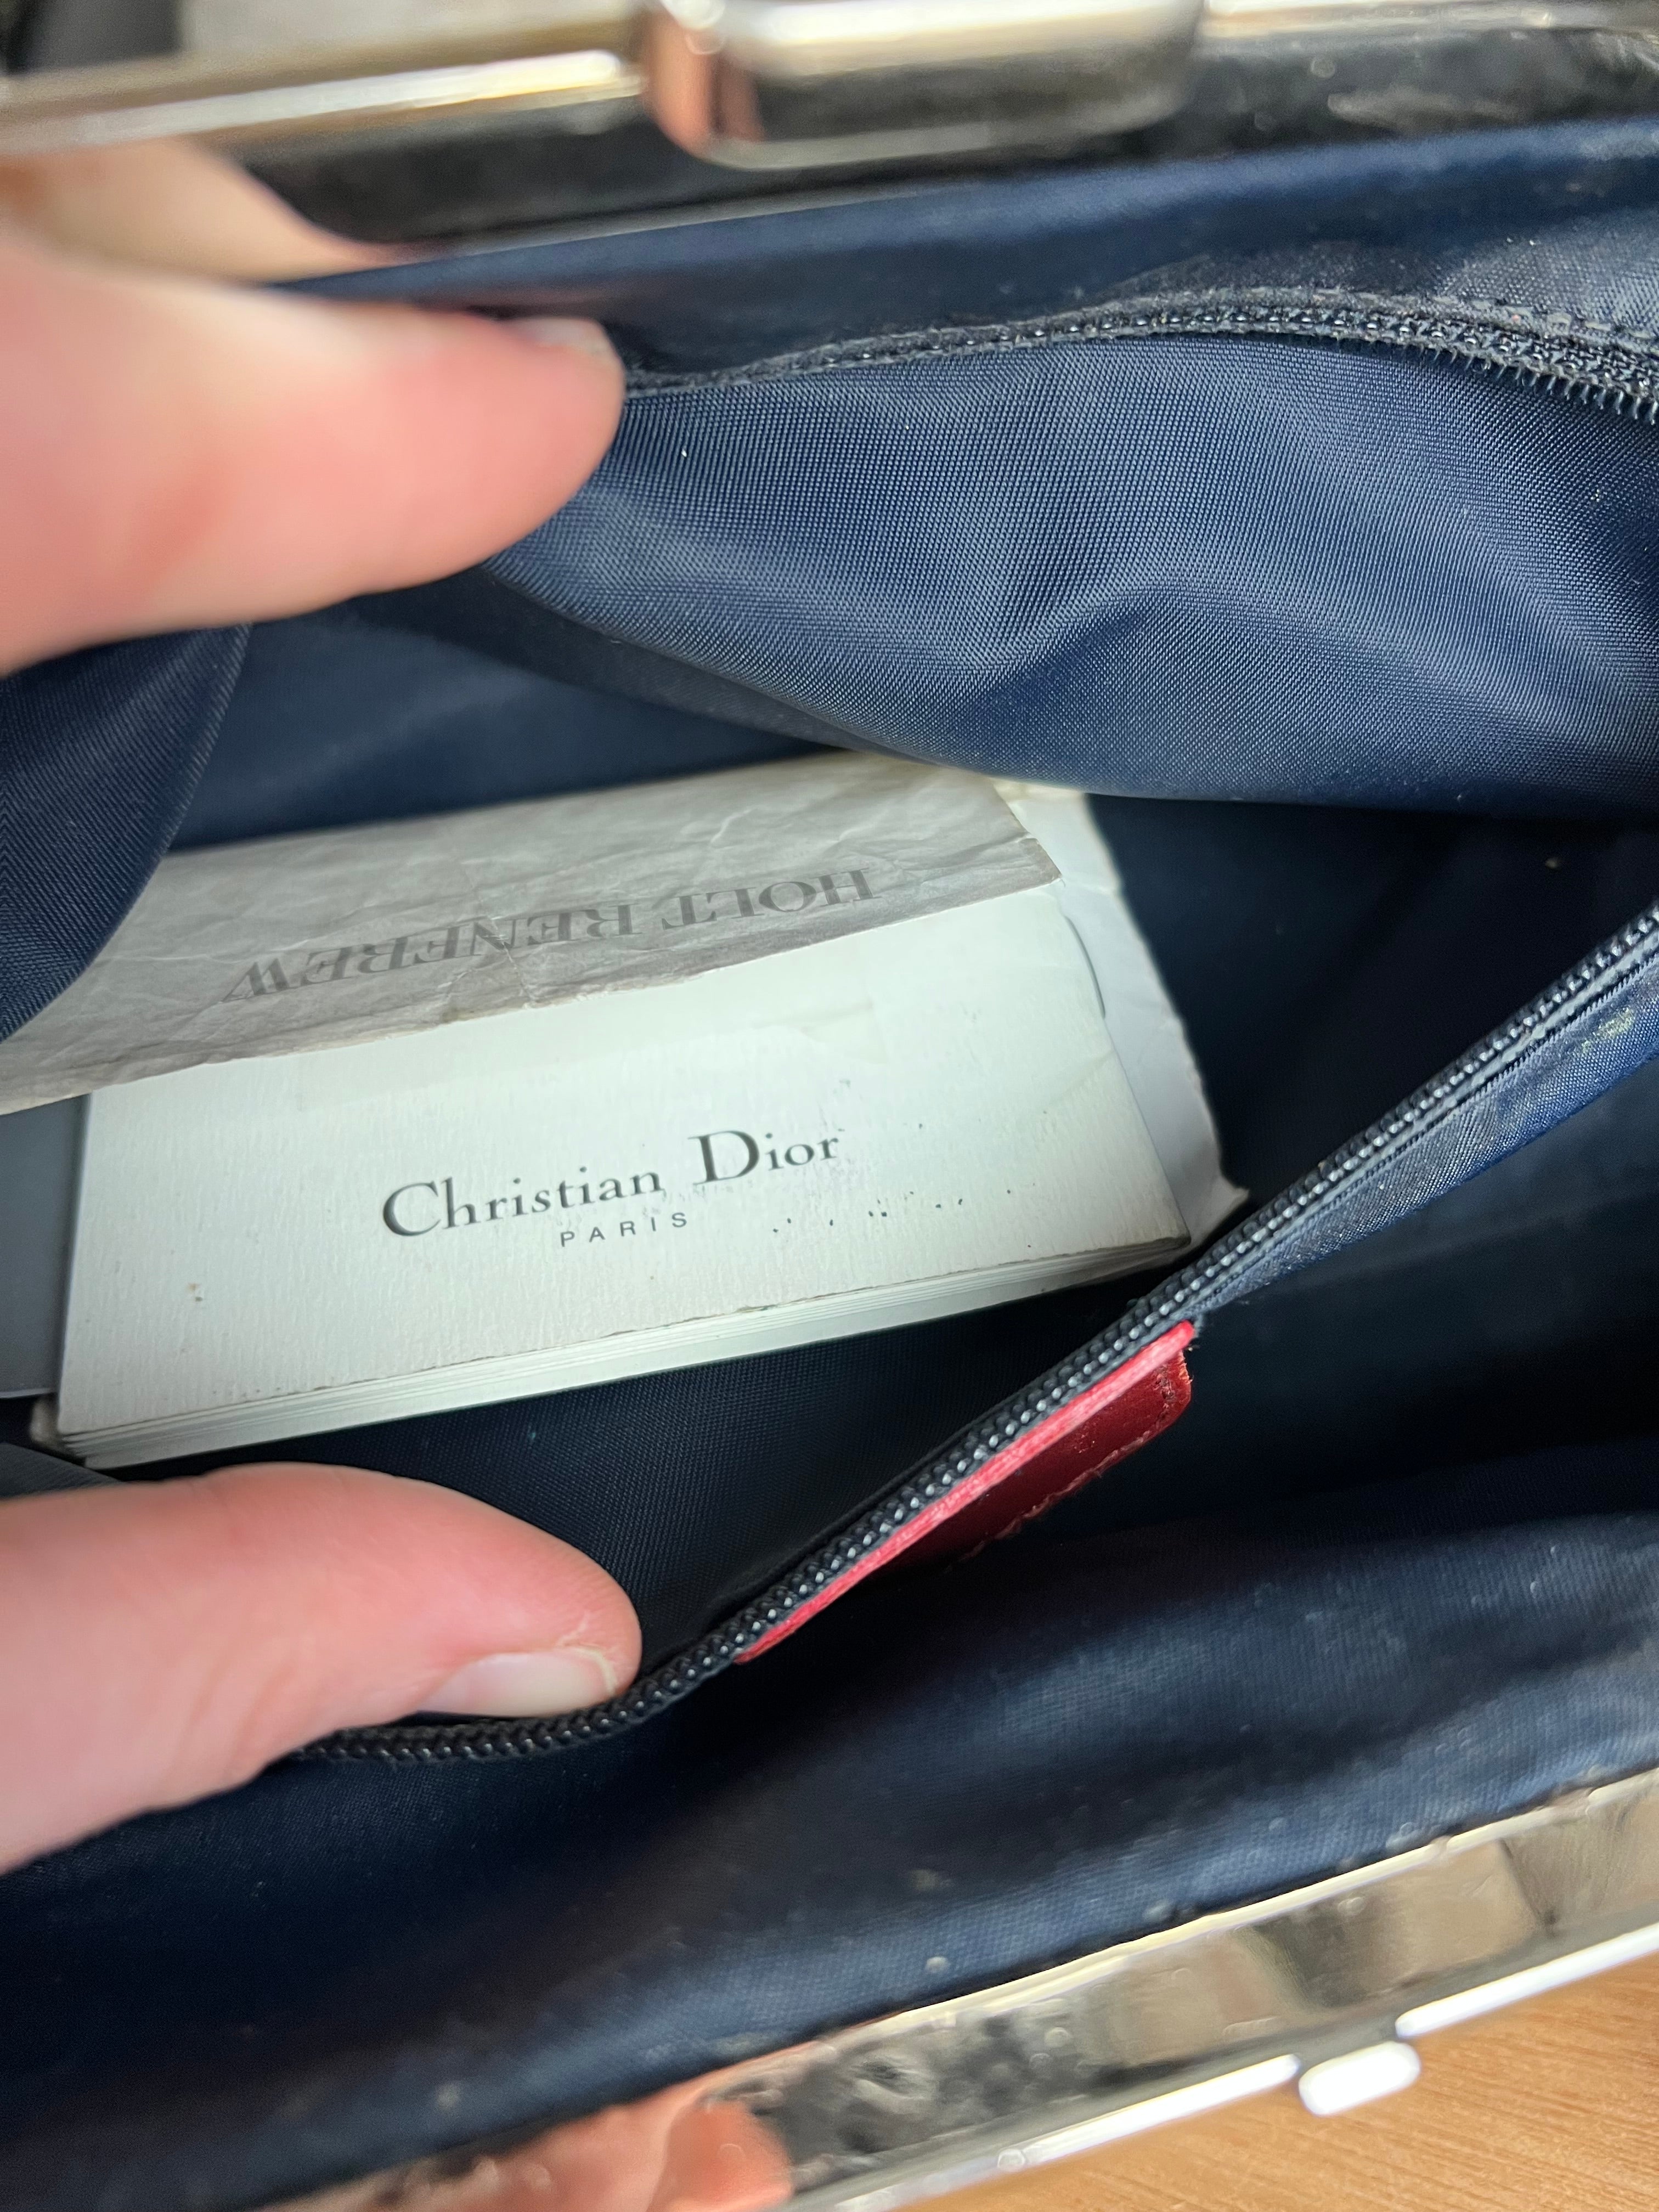 HOLT RENFREW
Christian Dior
PARIS